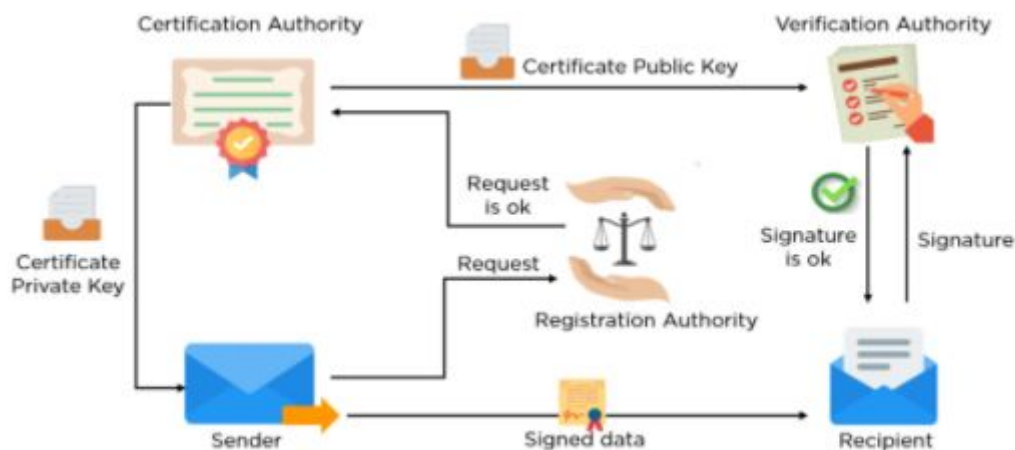 Certification Authority
Verification Authority
Certificate Public Key
Request
is ok
Certificate
Private Key
Request
Signature
is ok
Signature
Registration Authority
Sender
Signed data
Recipient